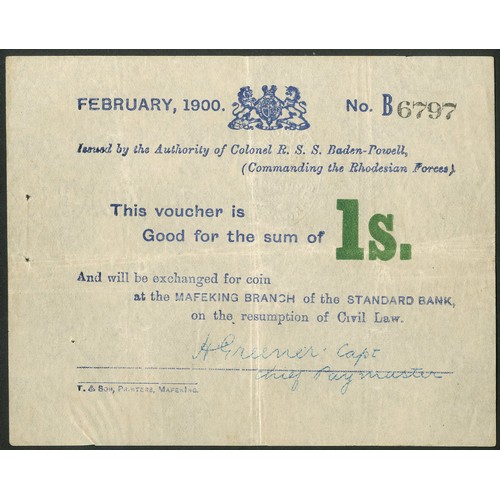 FEBRUARY, 1900. No. B6797
Issued by the Authority of Colonel R. S. S. Baden-Powell,
(Commanding the Rhodesian Forces)
This voucher is
Good for the sum of 1s.
And will be exchanged for coin
at the MAFEKING BRANCH of the STANDARD BANK,
on the resumption of Civil Law.
H Greener Capt
Chief Paymaster
T. & SON, PRINTERS, MAFEKING.